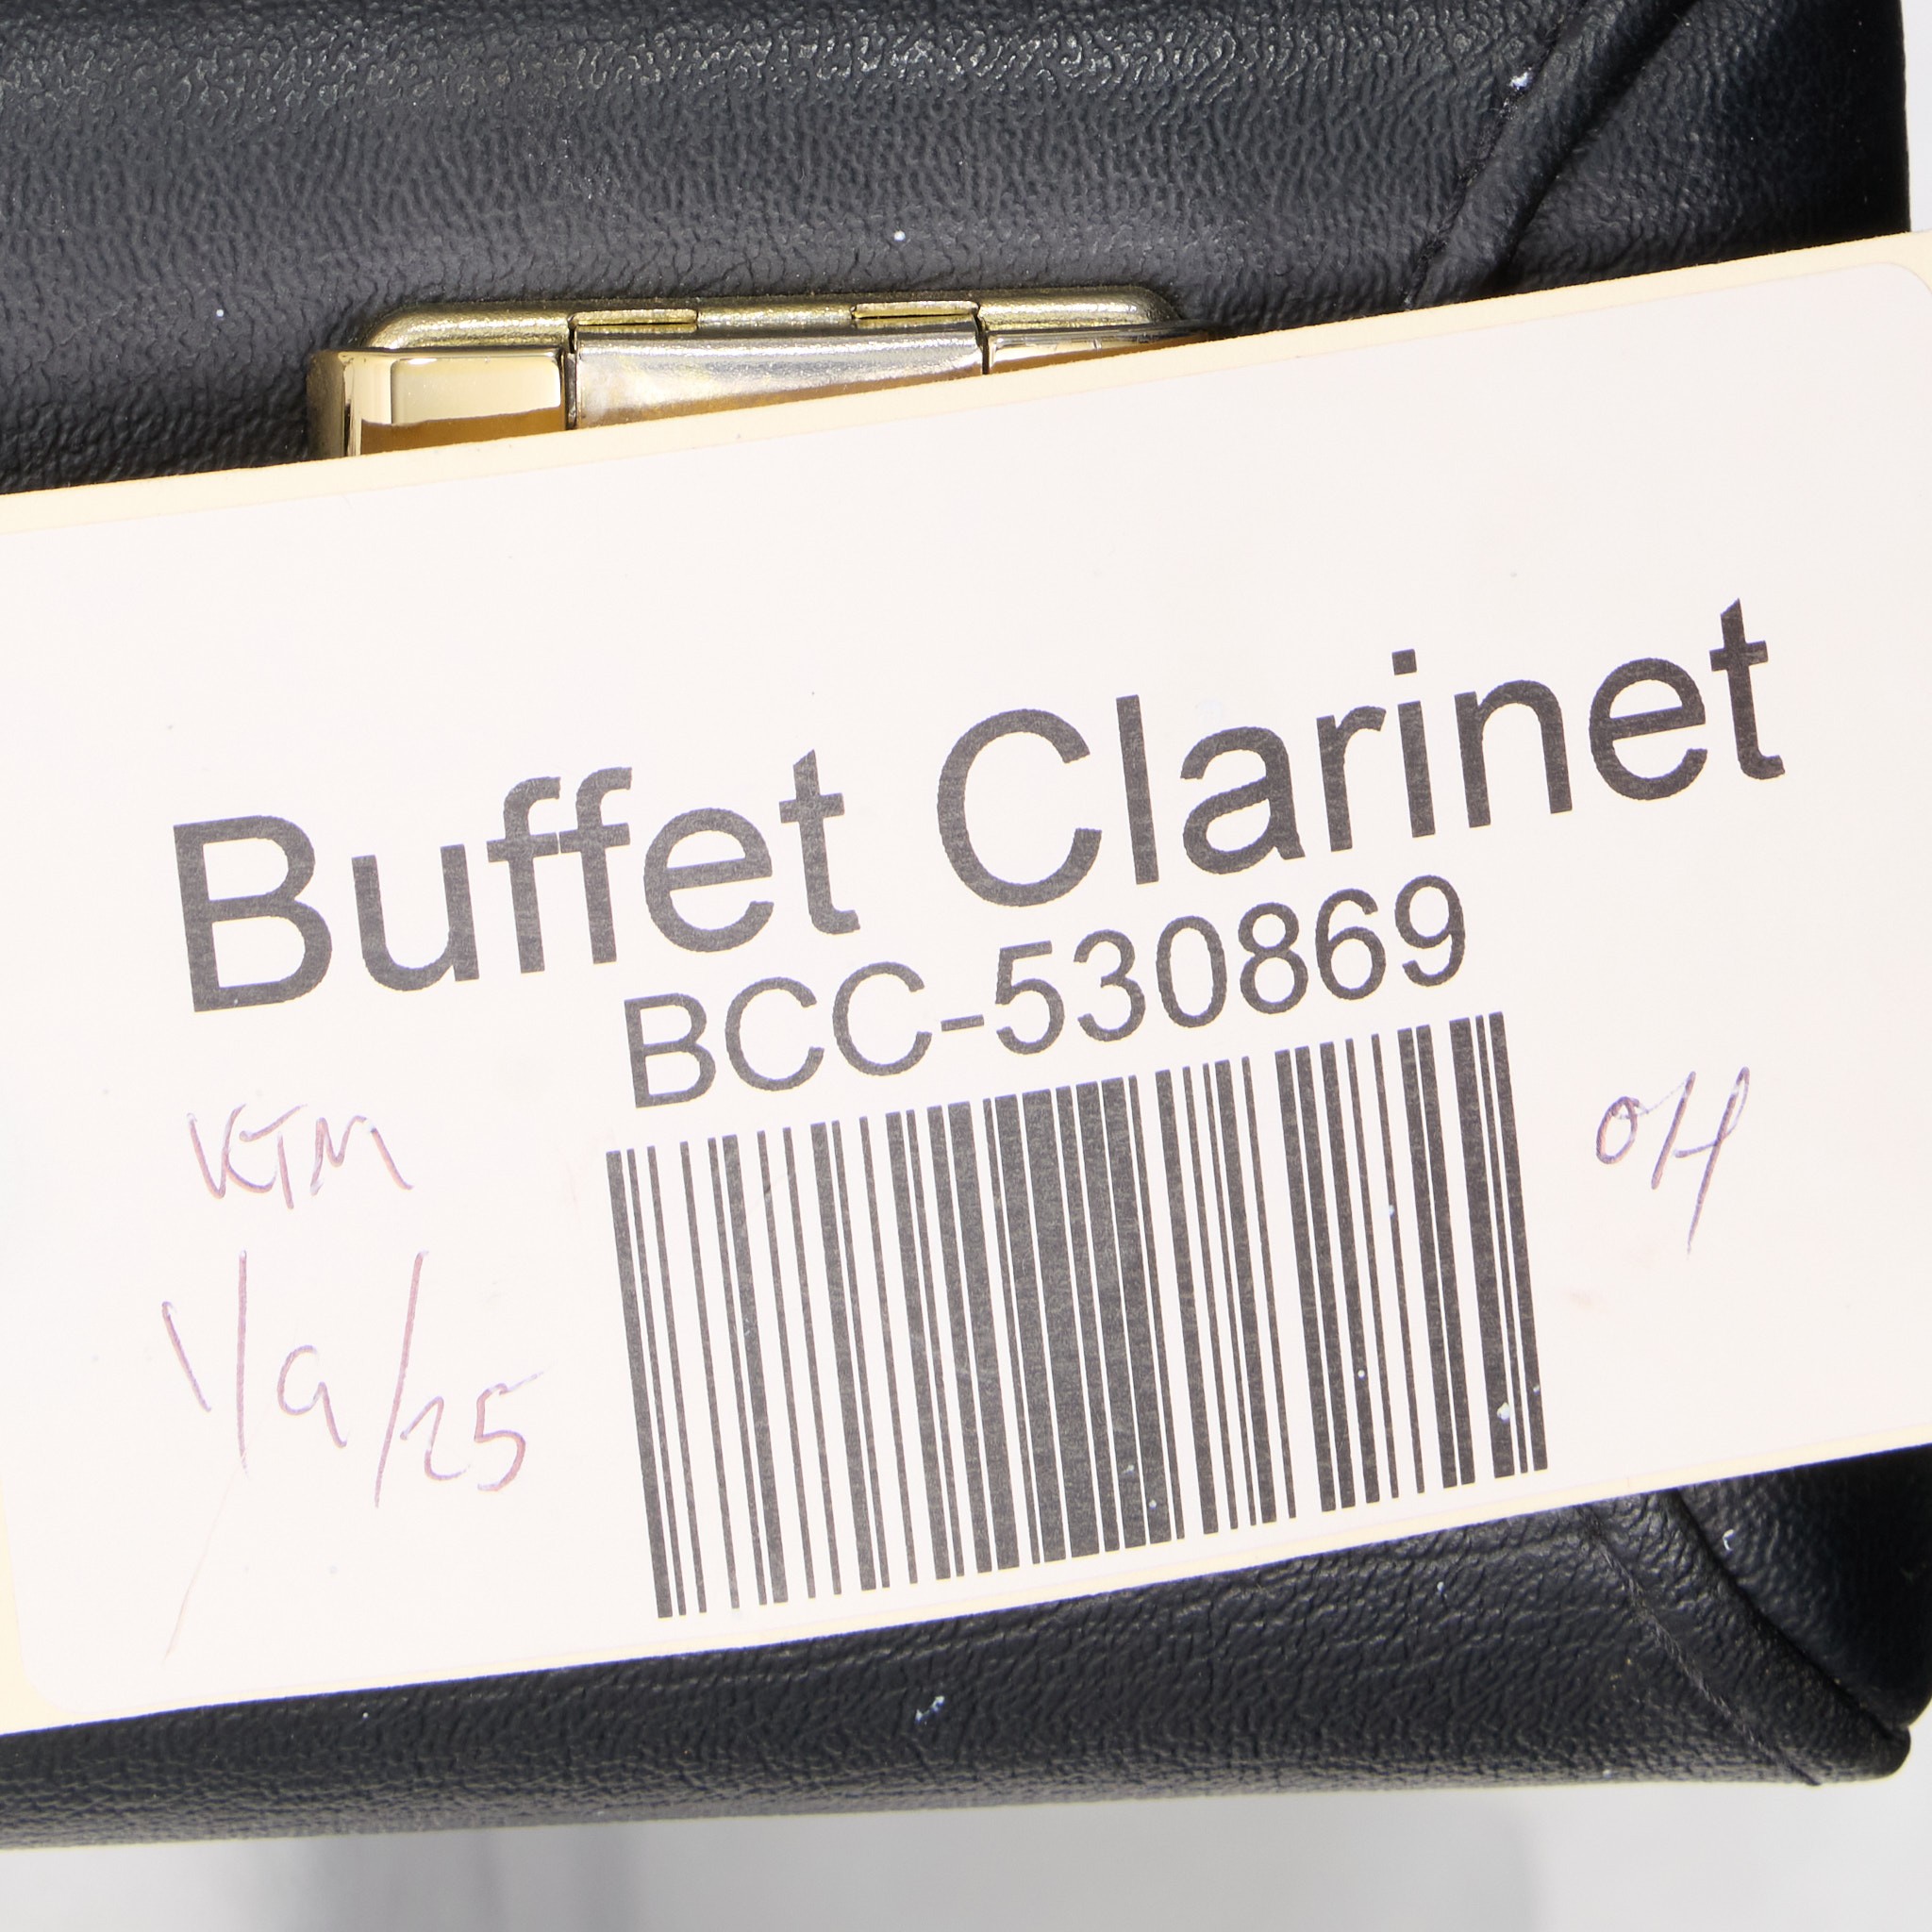 Buffet Clarinet
BCC-530869
KTM
OH
1/9/25